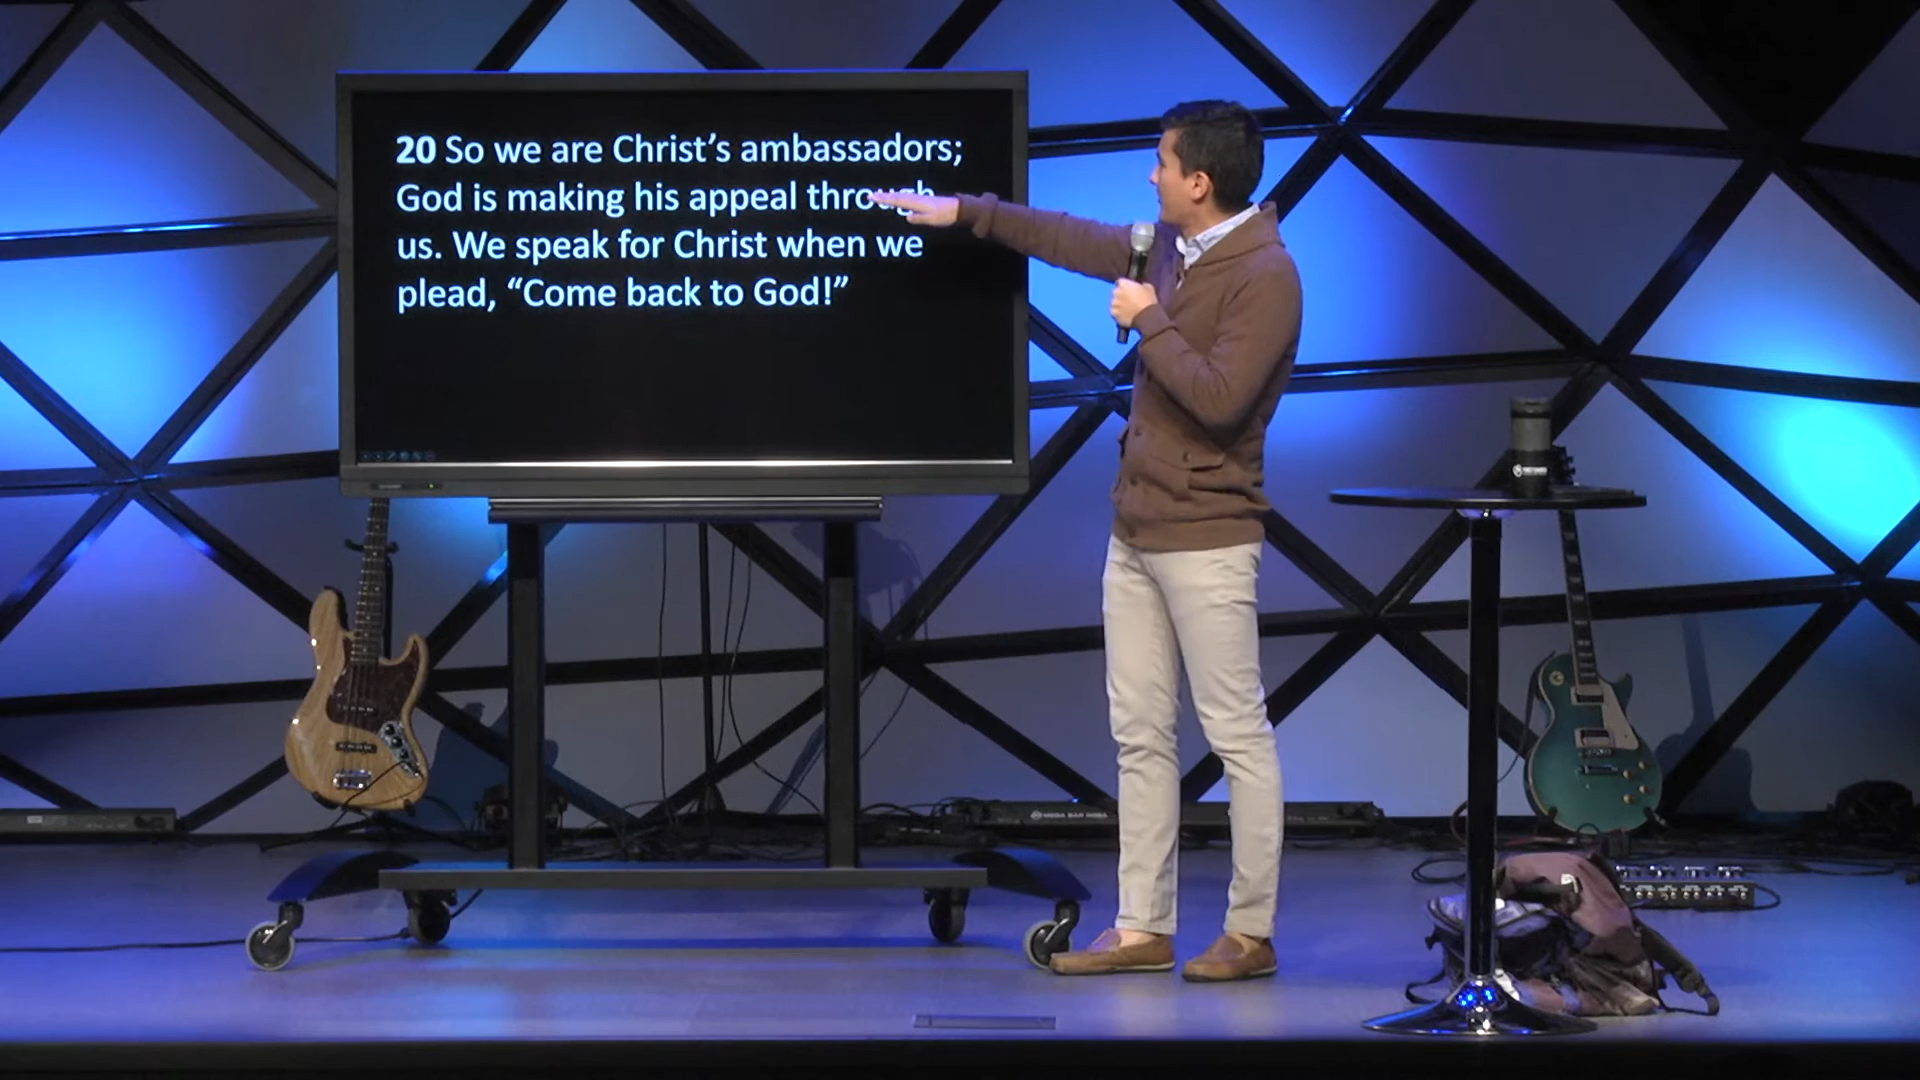 20 So we are Christ’s ambassadors;
God is making his appeal through
us. We speak for Christ when we
plead, “Come back to God!”